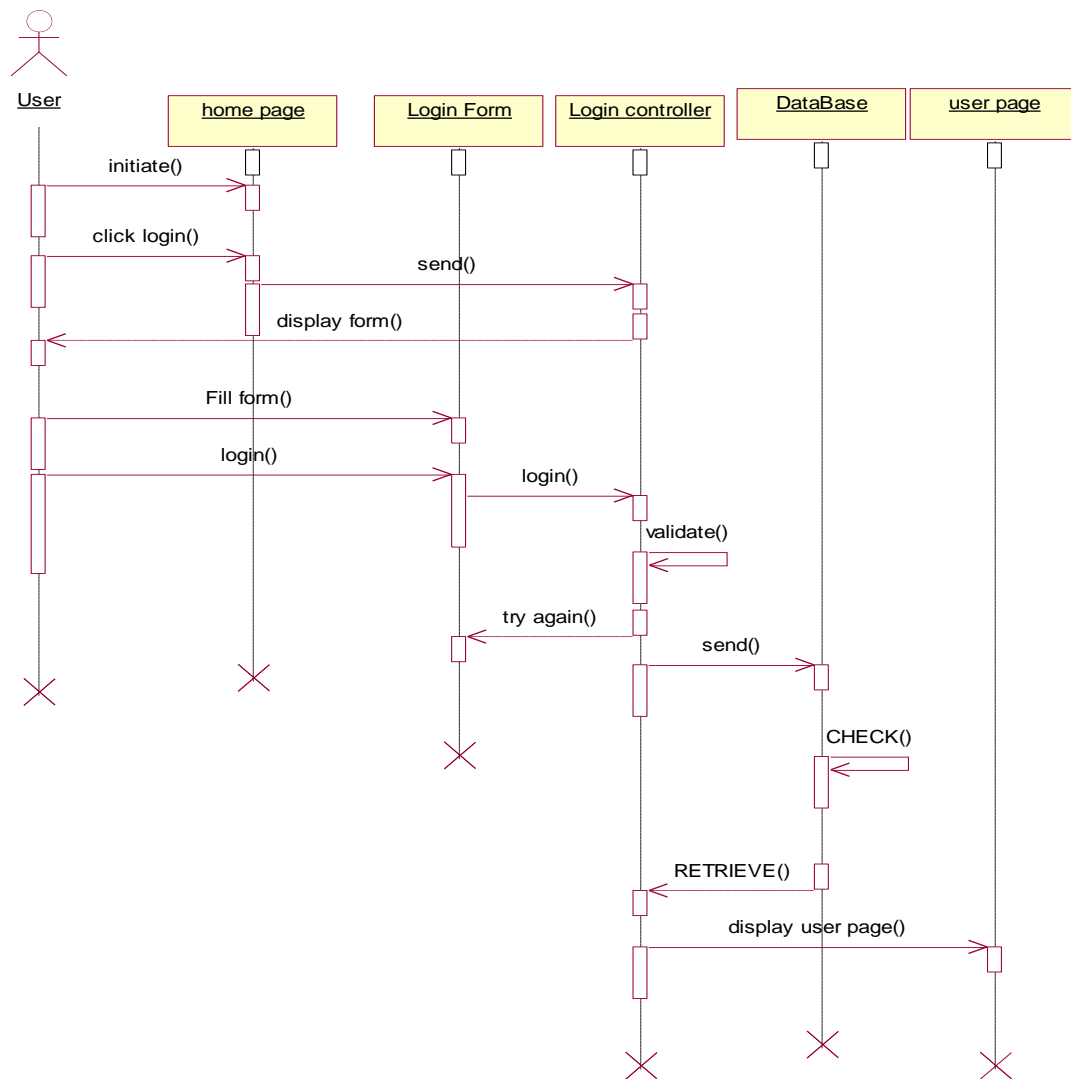 User
home page
Login Form
Login controller
DataBase
user page
initiate()
click login()
send()
display form()
Fill form()
login()
login()
validate()
try again()
send()
CHECK()
RETRIEVE()
display user page()